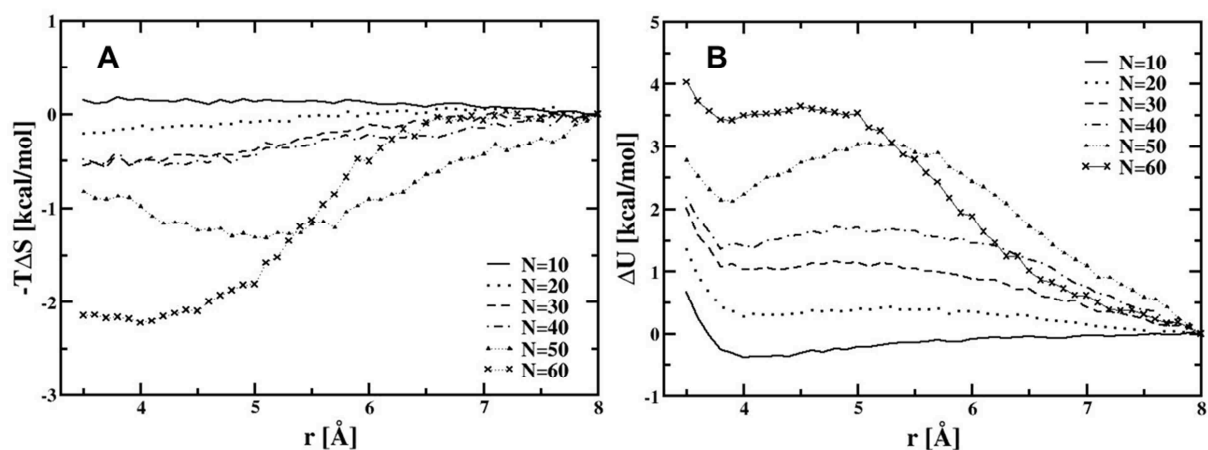 A
-TΔS [kcal/mol]
1
0
-1
-2
-3
N=10
N=20
N=30
N=40
N=50
N=60
4 5 6 7 8
r [Å]
B
ΔU [kcal/mol]
5
4
3
2
1
0
-1
N=10
N=20
N=30
N=40
N=50
N=60
4 5 6 7 8
r [Å]